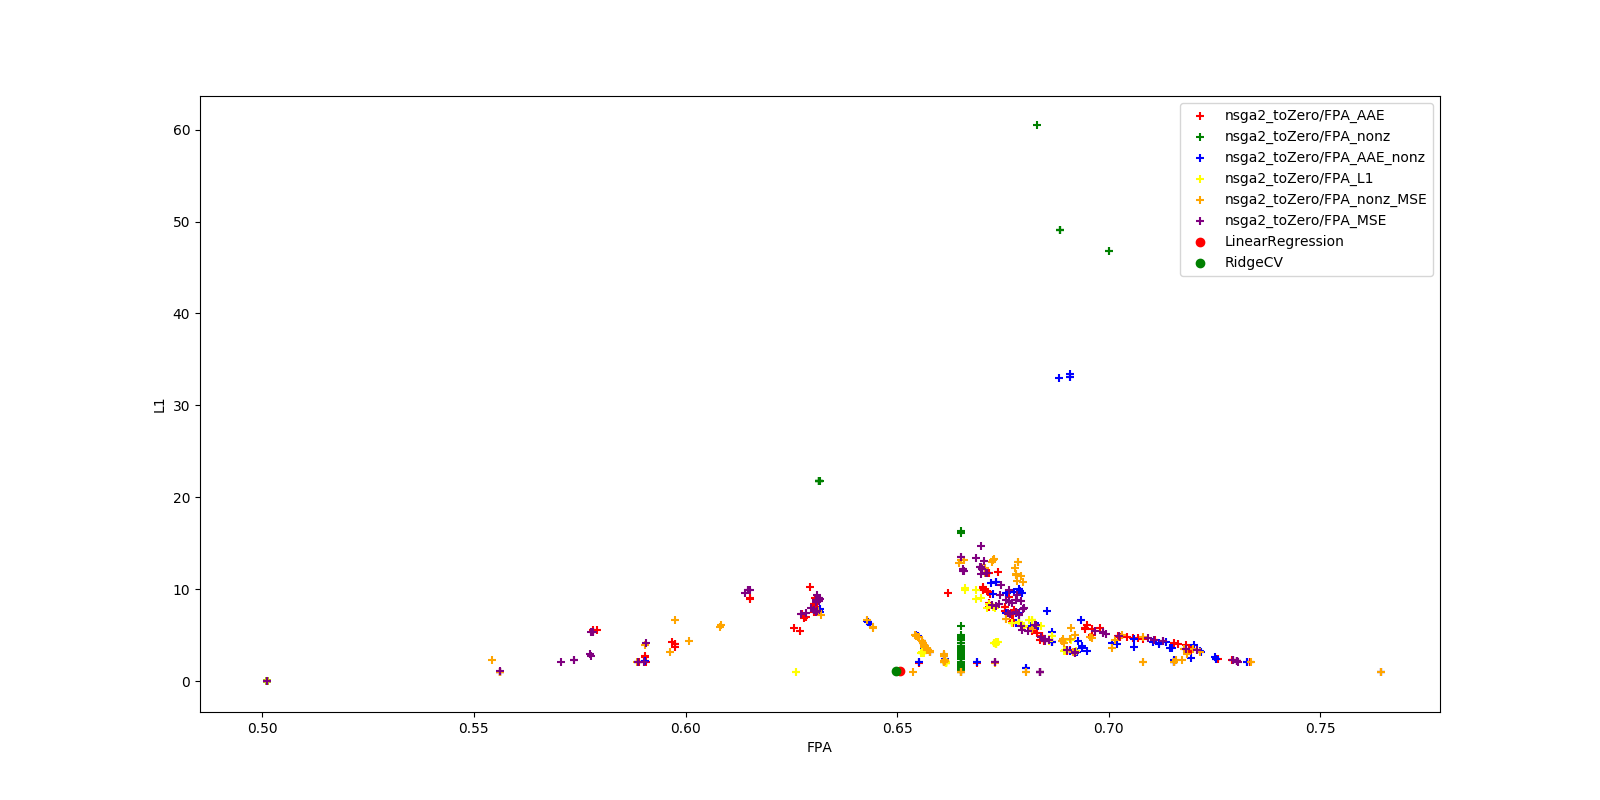 60
50
40
30
20
10
0
L1
0.50
0.55
0.60
0.65
0.70
0.75
FPA
nsga2_toZero/FPA_AAE
nsga2_toZero/FPA_nonz
nsga2_toZero/FPA_AAE_nonz
nsga2_toZero/FPA_L1
nsga2_toZero/FPA_nonz_MSE
nsga2_toZero/FPA_MSE
LinearRegression
RidgeCV